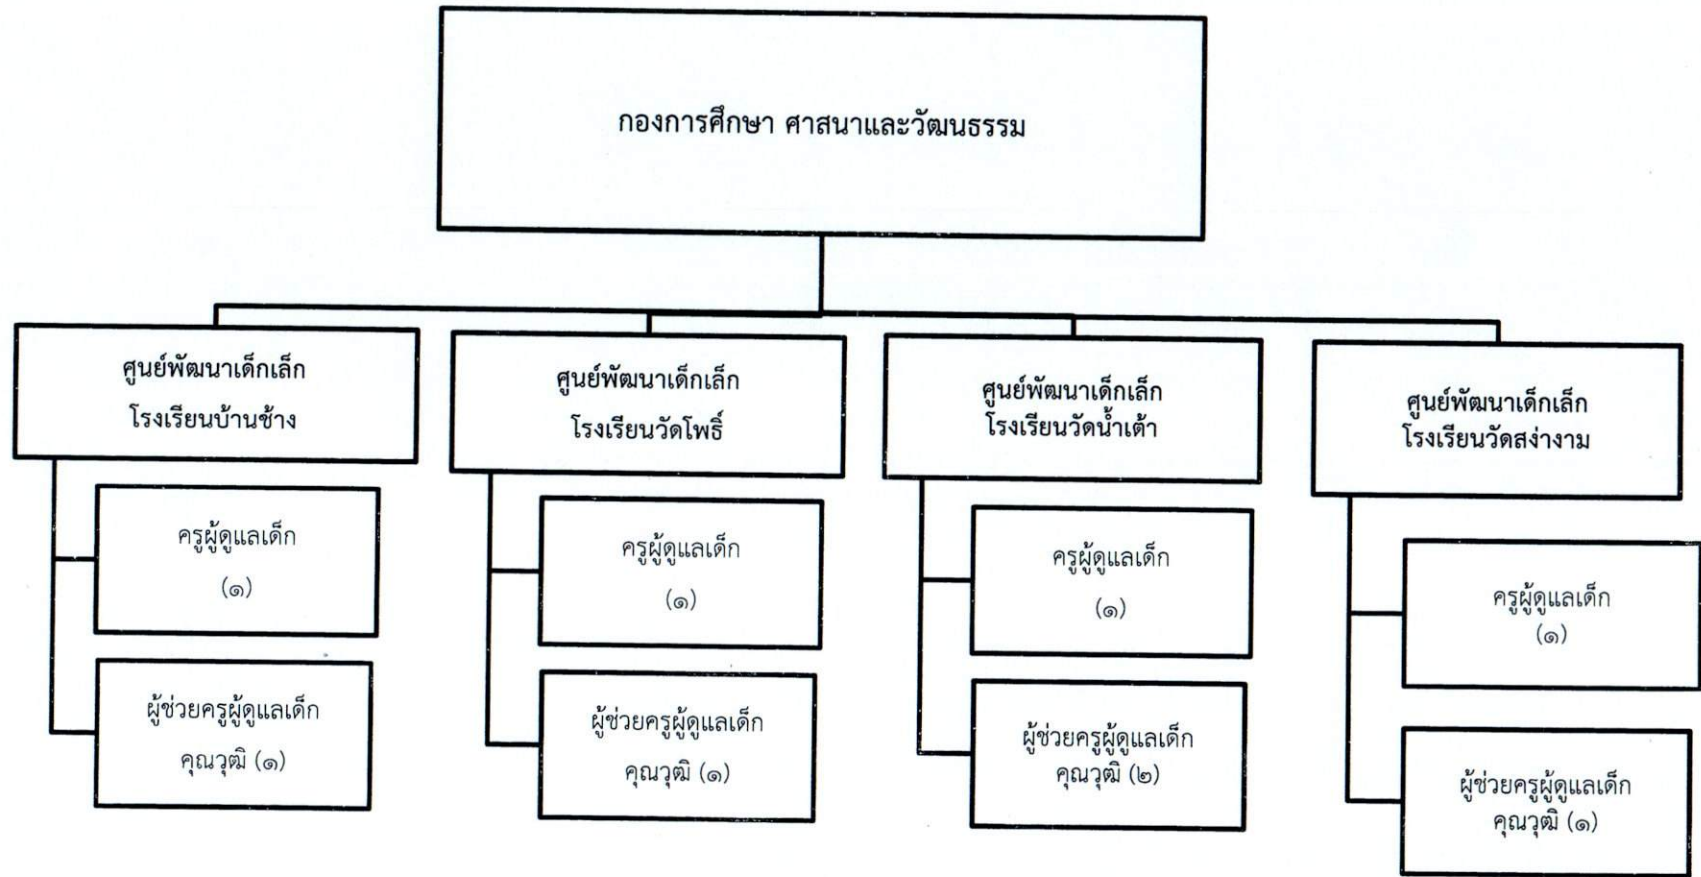 กองการศึกษา ศาสนาและวัฒนธรรม
ศูนย์พัฒนาเด็กเล็ก
โรงเรียนบ้านช้าง
ครูผู้ดูแลเด็ก
(๑)
ผู้ช่วยครูผู้ดูแลเด็ก
คุณวุฒิ (๑)
ศูนย์พัฒนาเด็กเล็ก
โรงเรียนวัดโพธิ์
ครูผู้ดูแลเด็ก
(๑)
ผู้ช่วยครูผู้ดูแลเด็ก
คุณวุฒิ (๑)
ศูนย์พัฒนาเด็กเล็ก
โรงเรียนวัดน้ำเต้า
ครูผู้ดูแลเด็ก
(๑)
ผู้ช่วยครูผู้ดูแลเด็ก
คุณวุฒิ (๒)
ศูนย์พัฒนาเด็กเล็ก
โรงเรียนวัดสง่างาม
ครูผู้ดูแลเด็ก
(๑)
ผู้ช่วยครูผู้ดูแลเด็ก
คุณวุฒิ (๑)